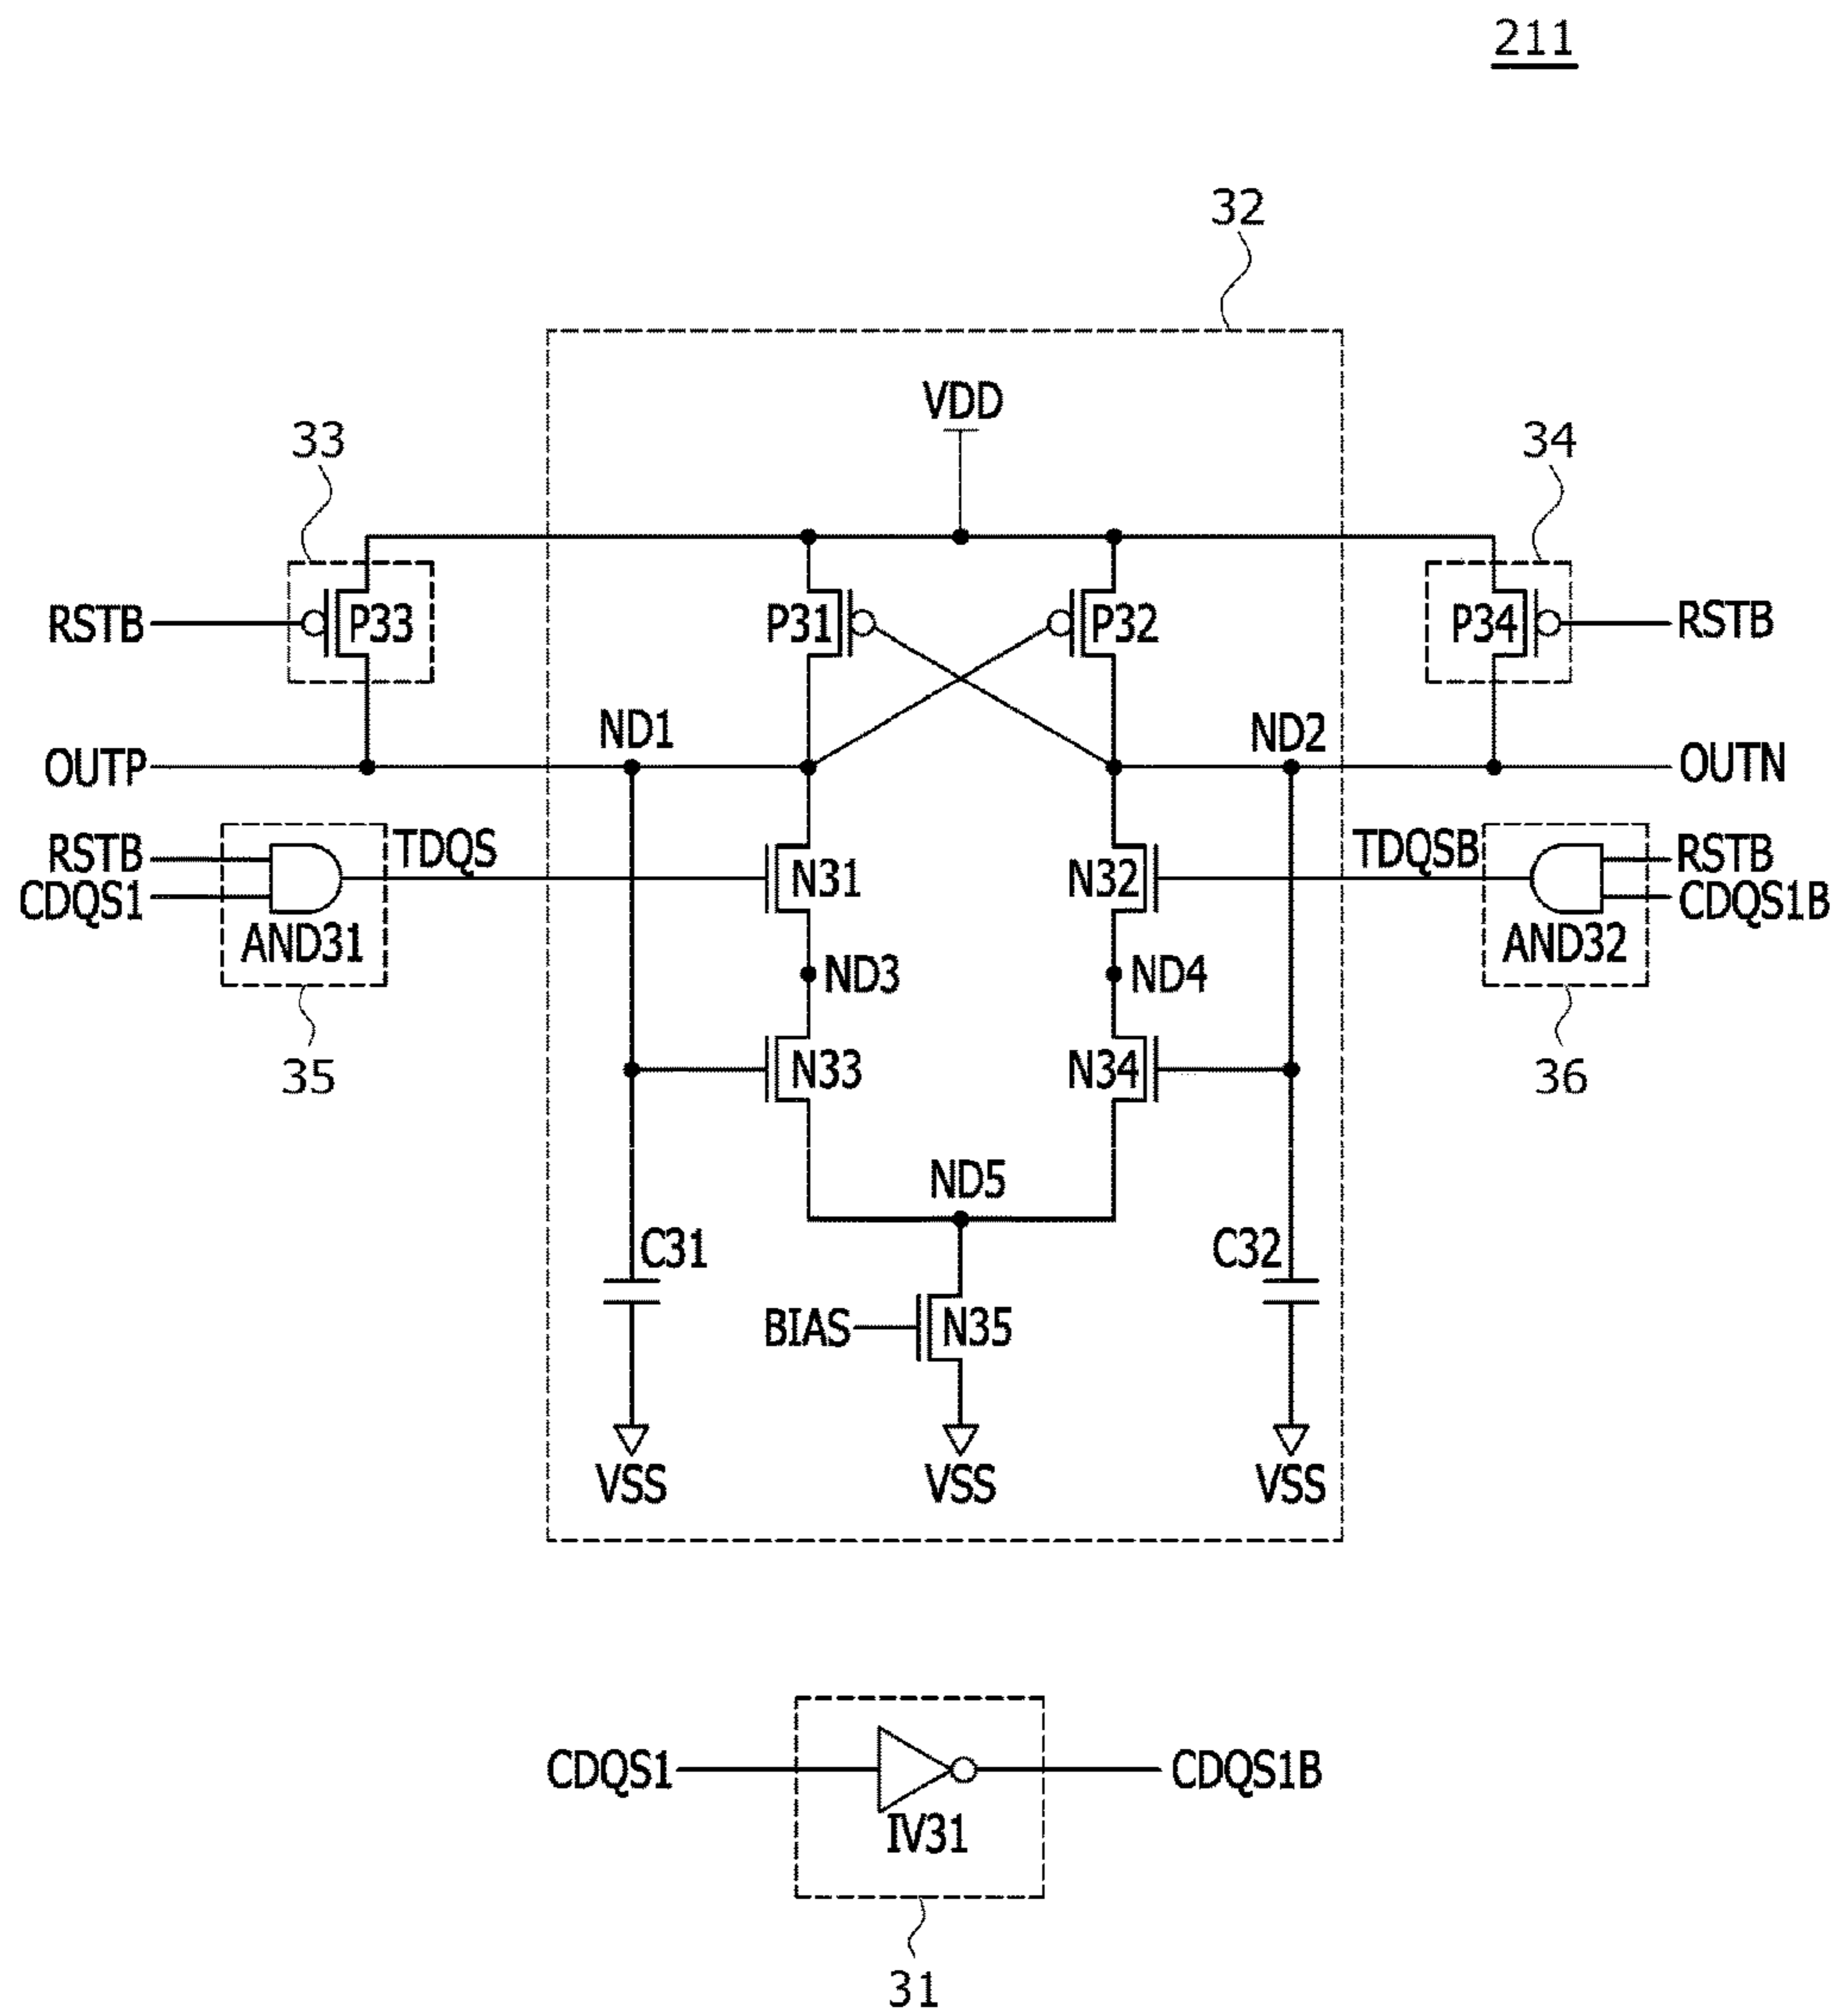 211
32
VDD
33
34
RSTB
P33
P31
P32
P34
RSTB
ND1
ND2
OUTP
OUTN
RSTB
CDQS1
AND31
TDQS
N31
N32
TDQSB
RSTB
CDQS1B
AND32
ND3
ND4
35
N33
N34
36
ND5
C31
C32
BIAS
N35
VSS
VSS
VSS
CDQS1
IV31
CDQS1B
31